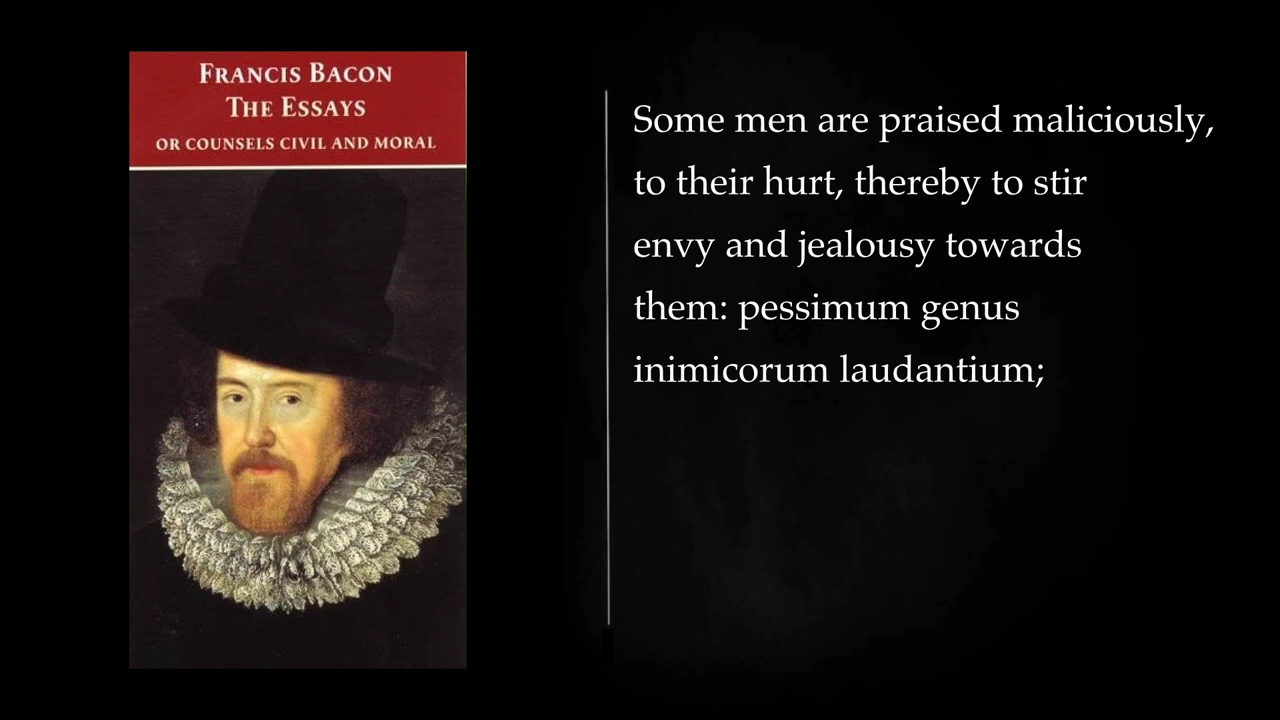 FRANCIS BACON
THE ESSAYS
OR COUNSELS CIVIL AND MORAL
Some men are praised maliciously,
to their hurt, thereby to stir
envy and jealousy towards
them: pessimum genus
inimicorum laudantium;